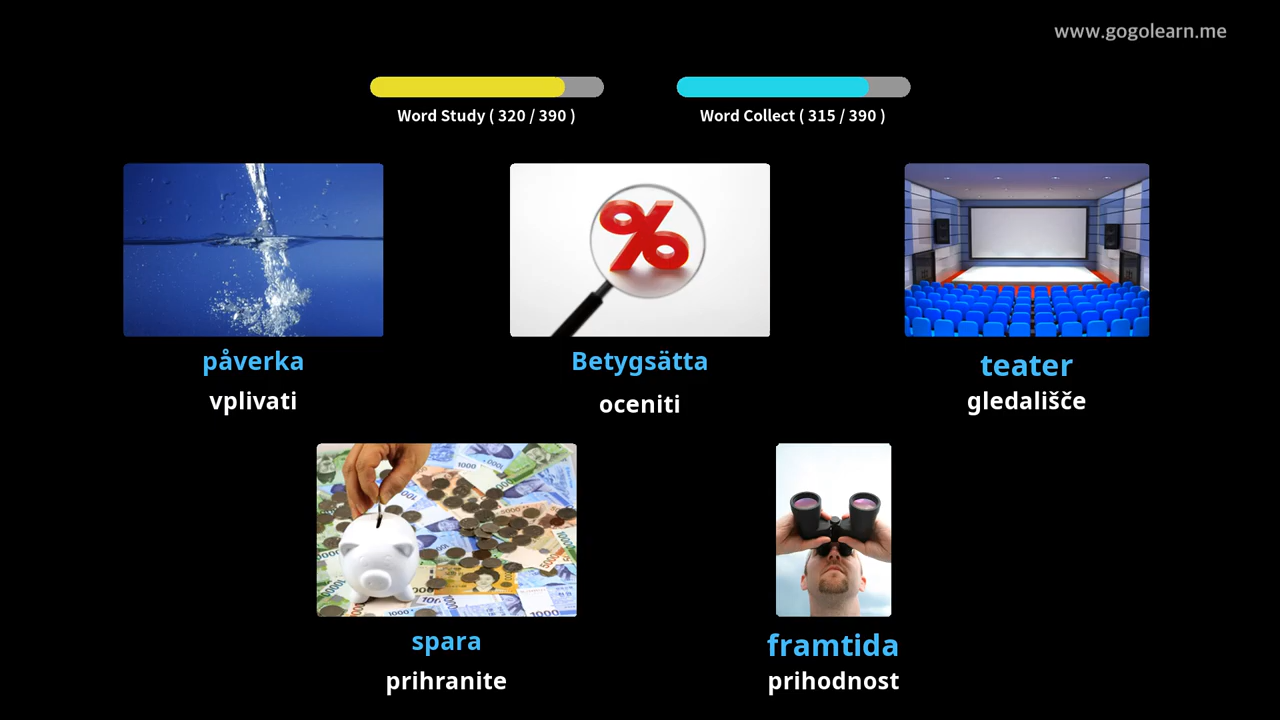 www.gogolearn.me
Word Study ( 320 / 390 )
Word Collect ( 315 / 390 )
påverka
vplivati
Betygsätta
oceniti
teater
gledališče
spara
prihranite
framtida
prihodnost